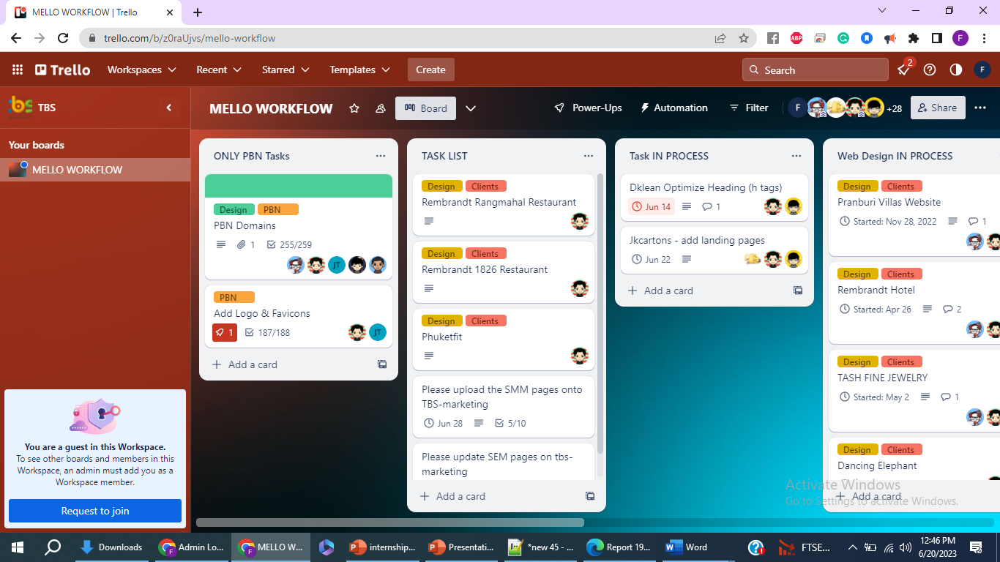 MELLO WORKFLOW | Trello
trello.com/b/z0raUjvs/mello-workflow
ABP
F
Trello
Workspaces
Recent
Starred
Templates
Create
Search
2
F
TBS
MELLO WORKFLOW
Board
Power-Ups
Automation
Filter
F
+28
Share
Your boards
MELLO WORKFLOW
You are a guest in this Workspace.
To see other boards and members in this
Workspace, an admin must add you as a
Workspace member.
Request to join
ONLY PBN Tasks
Design PBN
PBN Domains
1 255/259
JT
PBN
Add Logo & Favicons
1 187/188
JT
Add a card
TASK LIST
Design Clients
Rembrandt Rangmahal Restaurant
Design Clients
Rembrandt 1826 Restaurant
Design Clients
Phuketfit
Please upload the SMM pages onto
TBS-marketing
Jun 28 5/10
Please update SEM pages on tbs-
marketing
Add a card
Task IN PROCESS
Dklean Optimize Heading (h tags)
Jun 14 1
Jkcartons - add landing pages
Jun 22
Add a card
Web Design IN PROCESS
Design Clients
Pranburi Villas Website
Started: Nov 28, 2022 1
Design Clients
Rembrandt Hotel
Started: Apr 26 2
Design Clients
TASH FINE JEWELRY
Started: May 2 1
Design Clients
Dancing Elephant
Add a card
Activate Windows
Go to Settings to activate Windows.
Downloads
Admin Lo...
MELLO W...
internship...
Presentati...
*new 45 - ...
Report 19...
Word
FTSE...
12:46 PM
6/20/2023